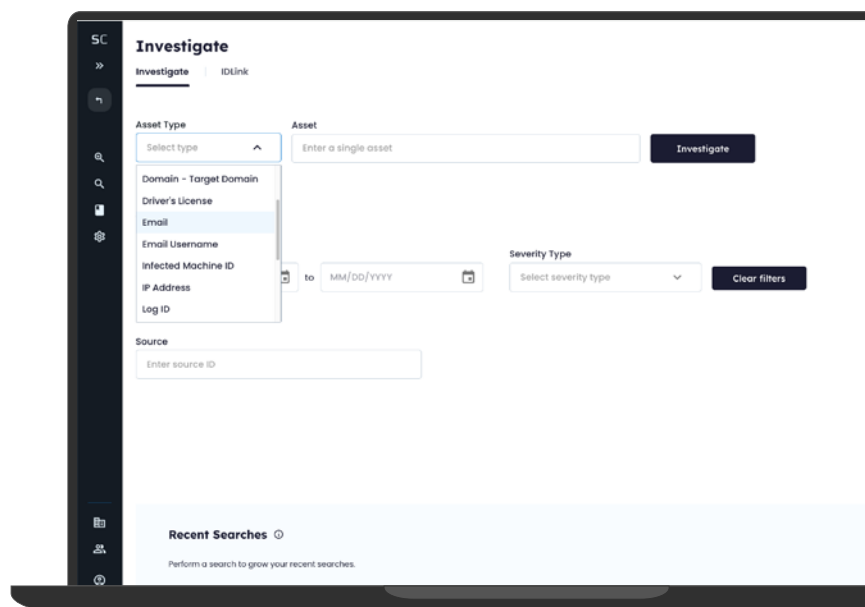 SC
Investigate
Investigate IDLink
Asset Type Asset
Select type Enter a single asset Investigate
Domain - Target Domain
Driver's License
Email
Email Username
Infected Machine ID
IP Address
Log ID
Severity Type
to MM/DD/YYYY Select severity type Clear filters
Source
Enter source ID
Recent Searches
Perform a search to grow your recent searches.